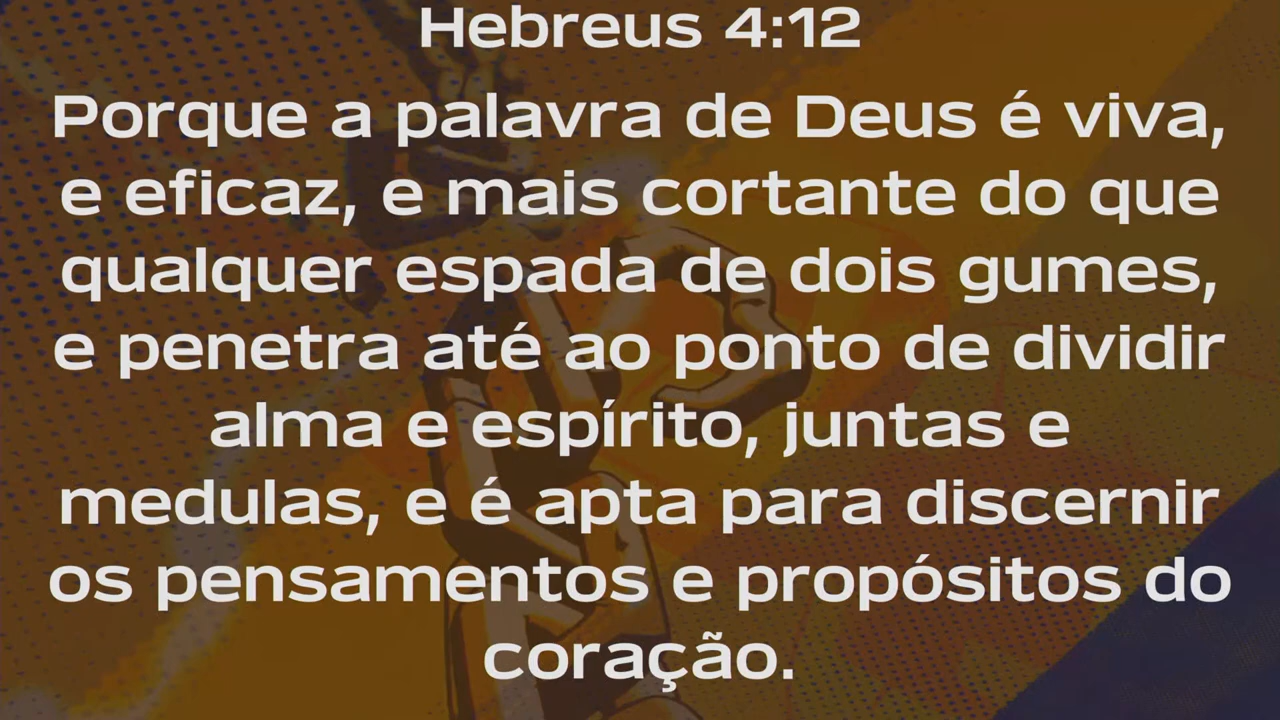 Hebreus 4:12
Porque a palavra de Deus é viva,
e eficaz, e mais cortante do que
qualquer espada de dois gumes,
e penetra até ao ponto de dividir
alma e espírito, juntas e
medulas, e é apta para discernir
os pensamentos e propósitos do
coração.